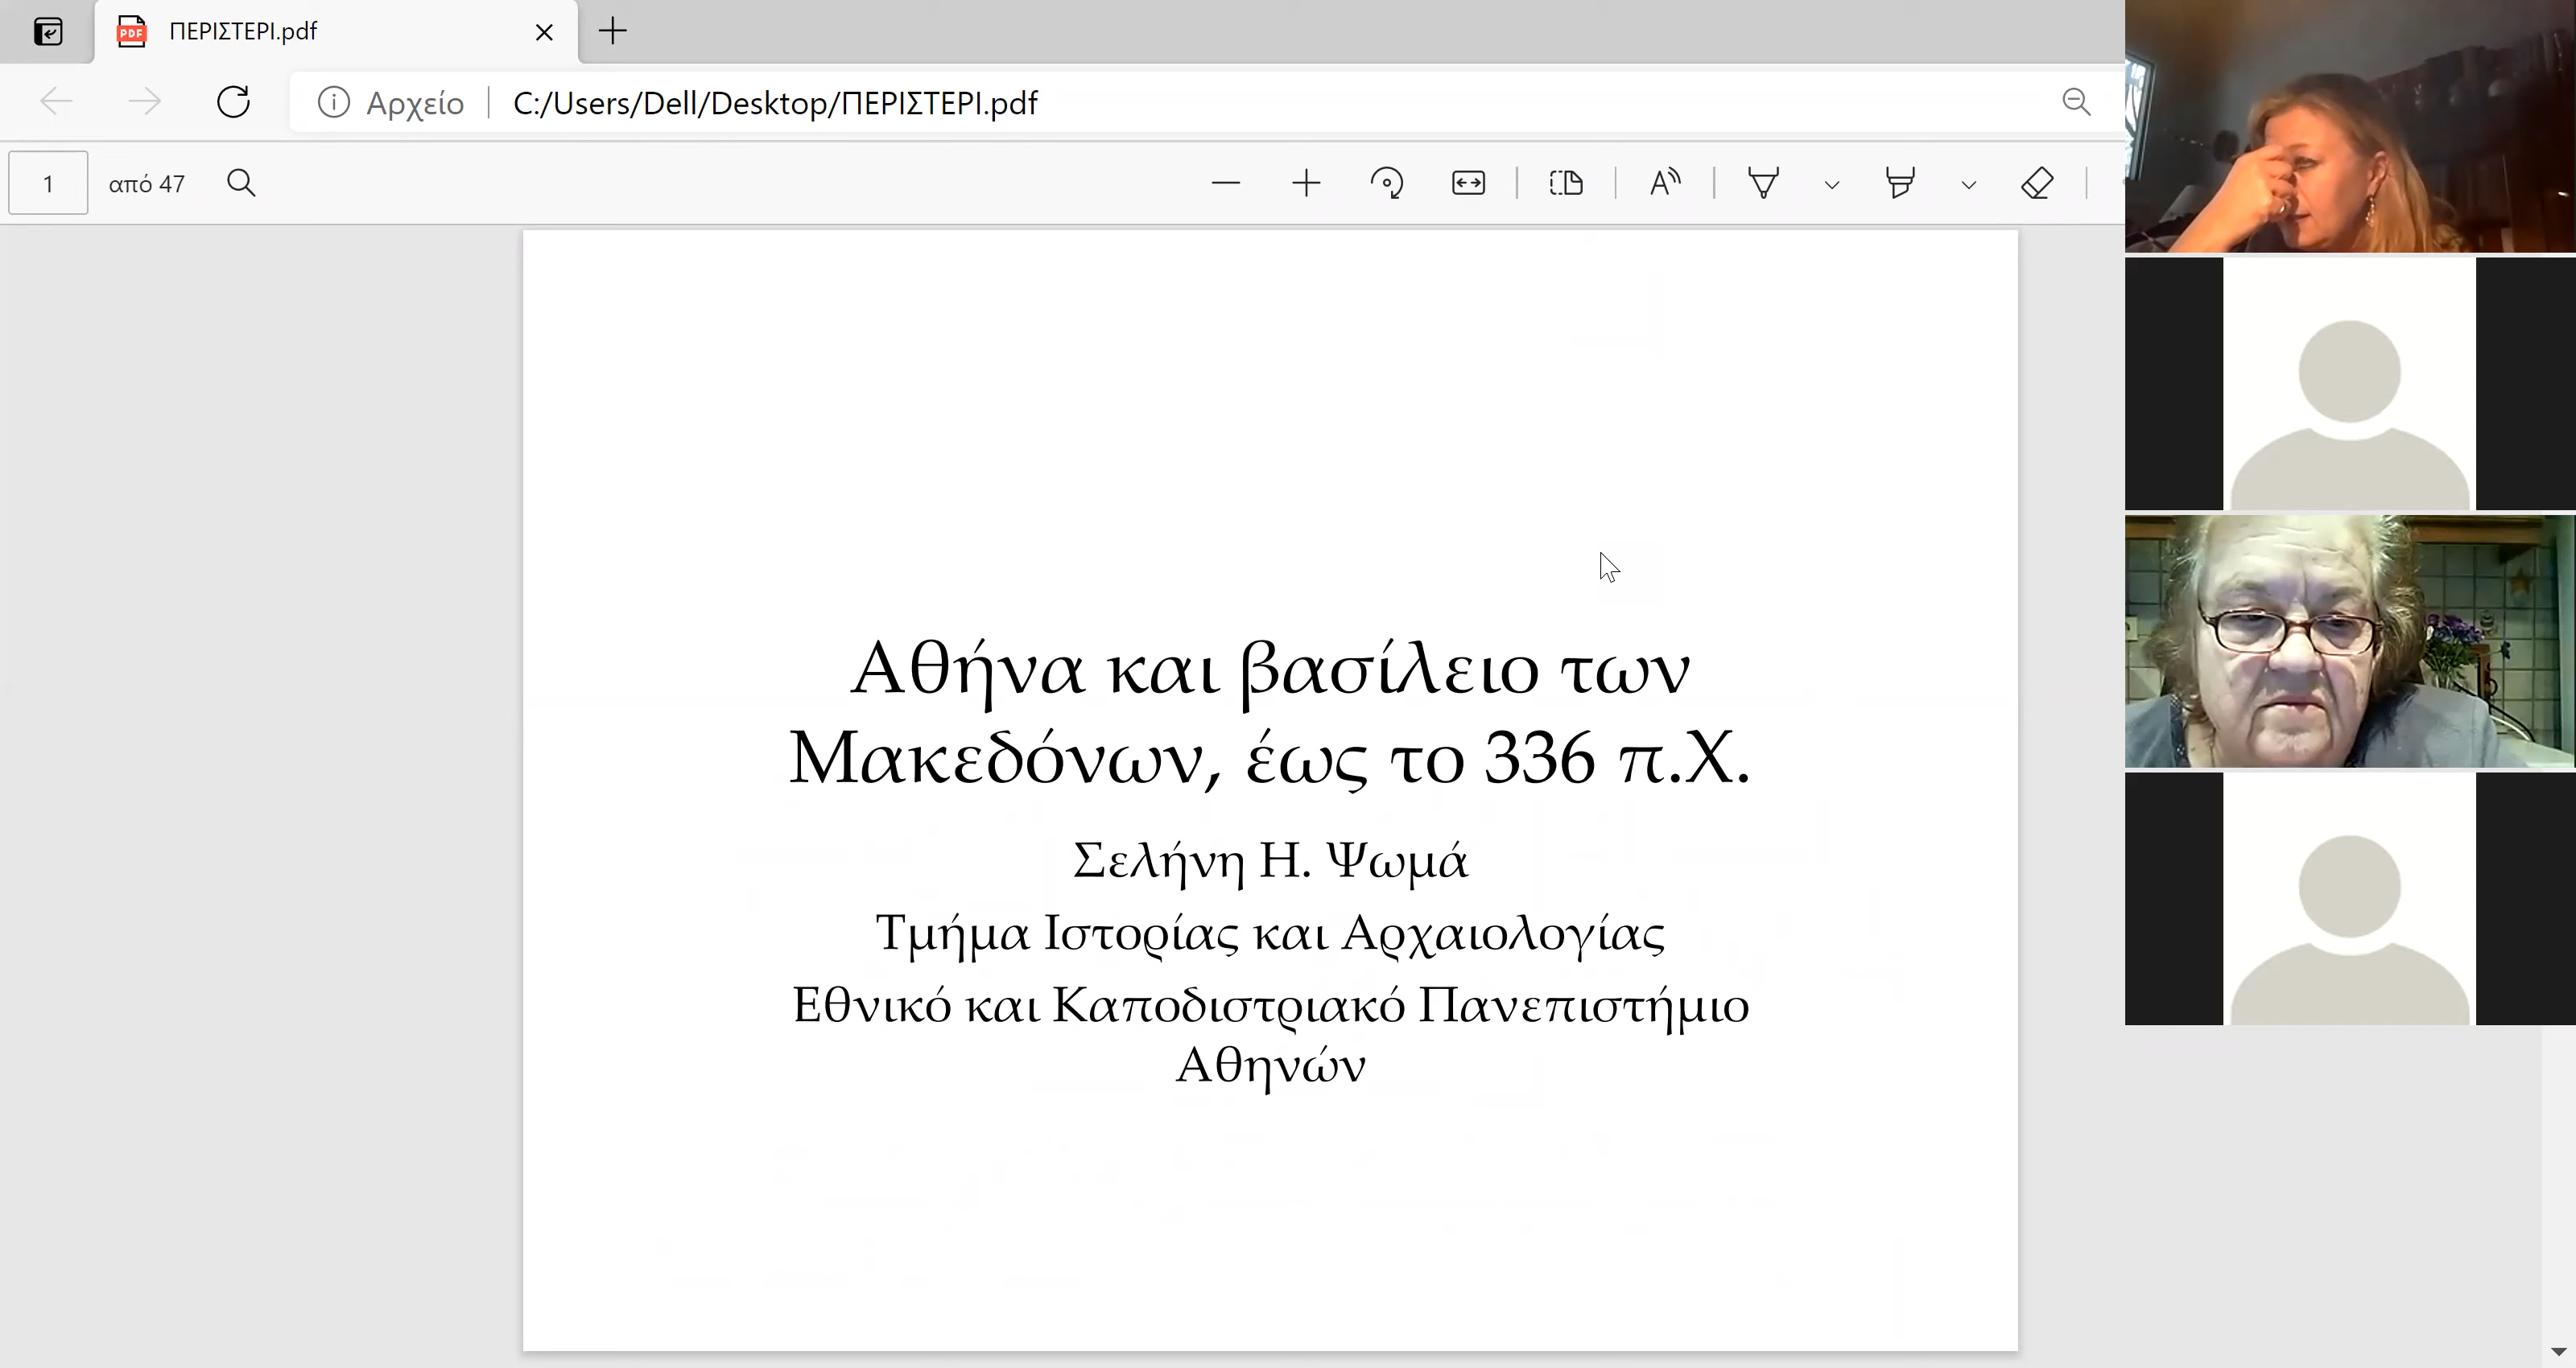 ΠΕΡΙΣΤΕΡΙ.pdf
Αρχείο C:/Users/Dell/Desktop/ΠΕΡΙΣΤΕΡΙ.pdf
1 από 47
Αθήνα και βασίλειο των
Μακεδόνων, έως το 336 π.Χ.
Σελήνη Η. Ψωμά
Τμήμα Ιστορίας και Αρχαιολογίας
Εθνικό και Καποδιστριακό Πανεπιστήμιο
Αθηνών